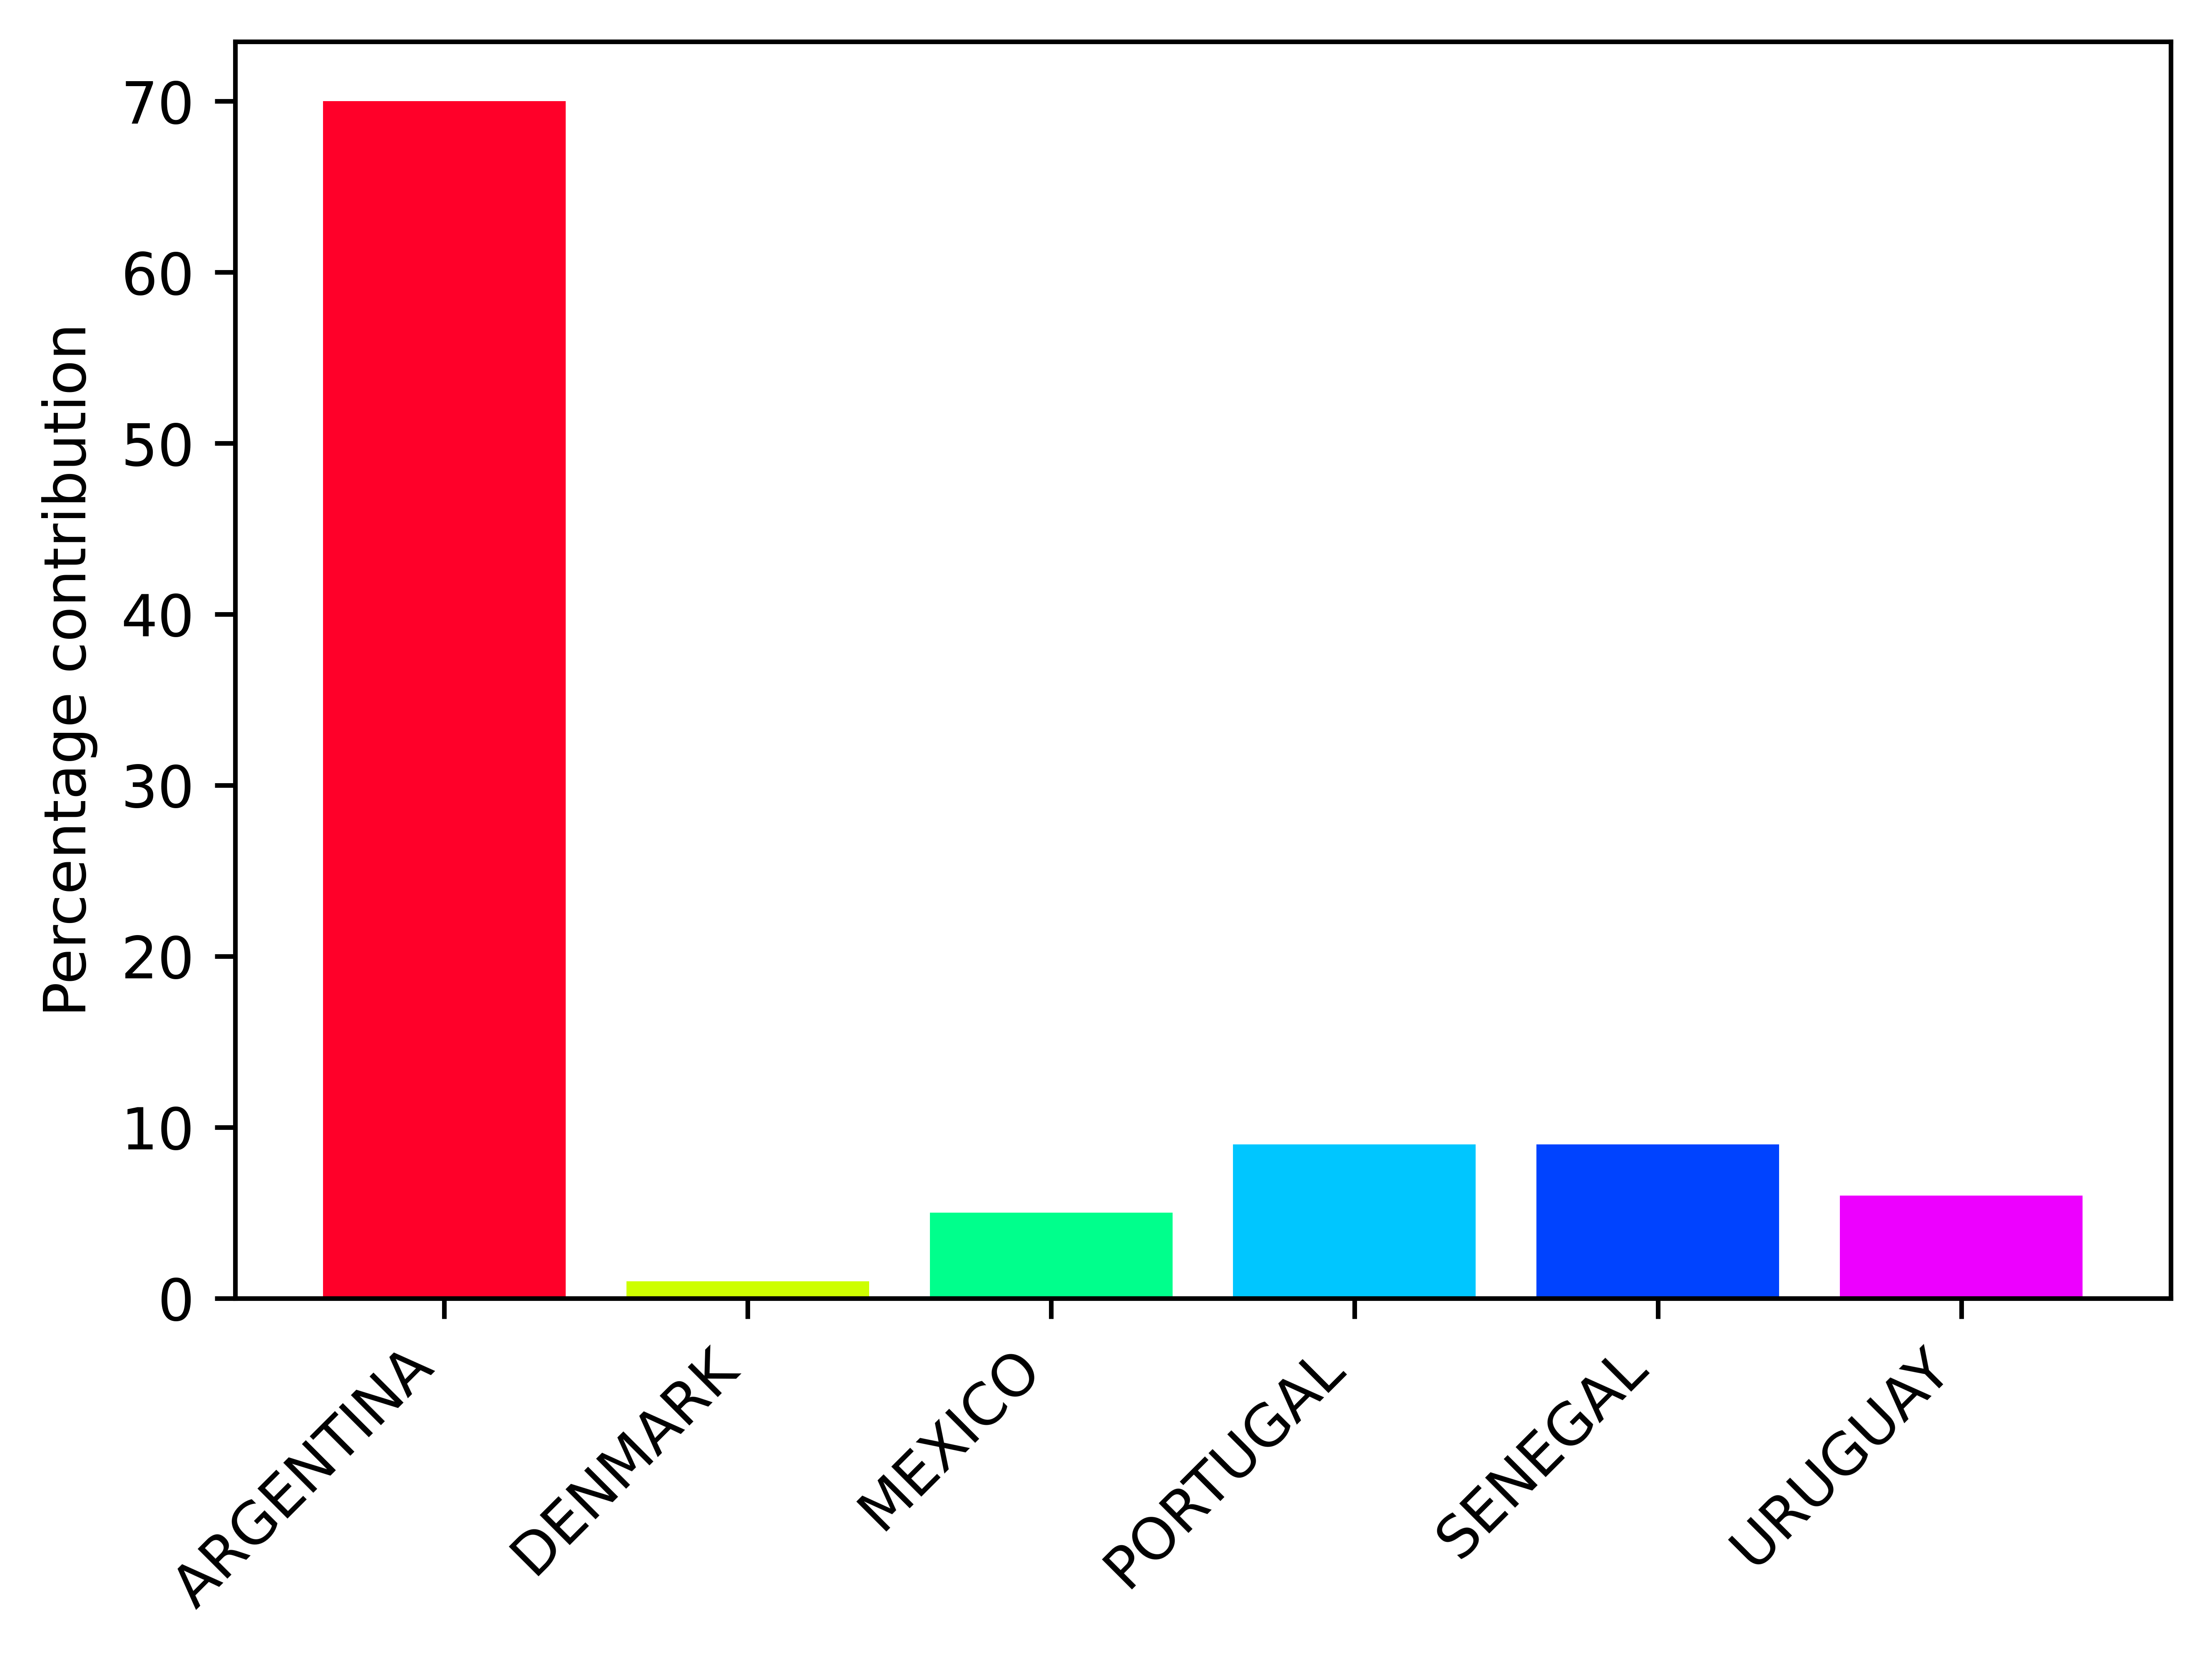 Percentage contribution
70
60
50
40
30
20
10
0
ARGENTINA
DENMARK
MEXICO
PORTUGAL
SENEGAL
URUGUAY